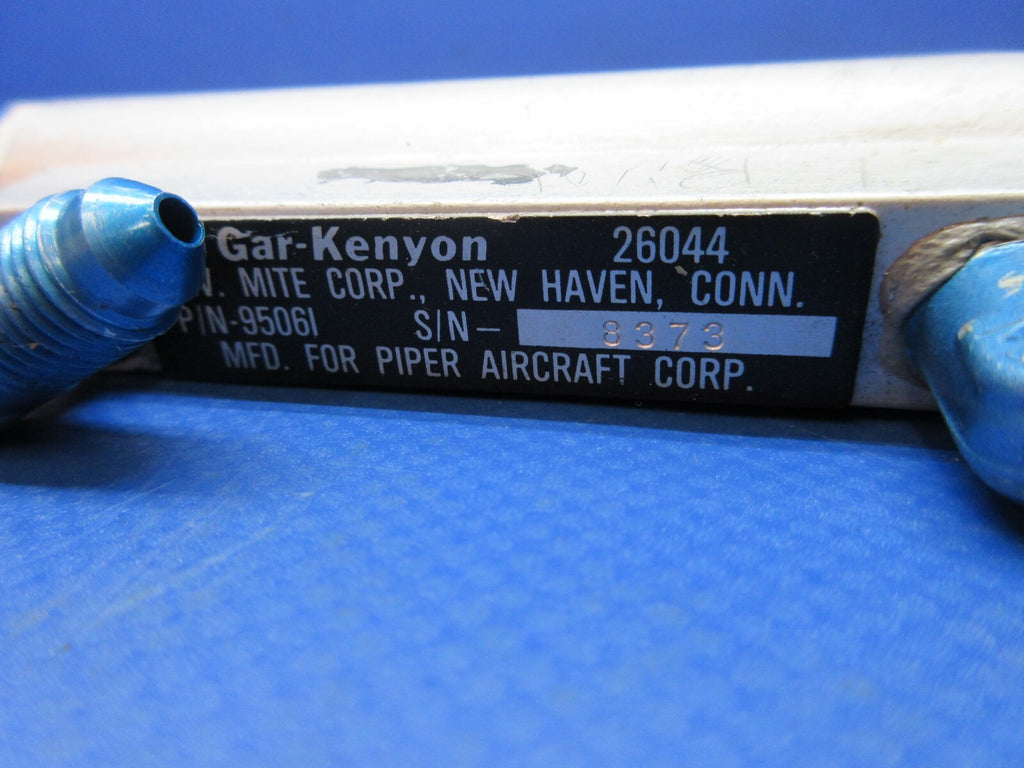 Gar-Kenyon 26044
W. MITE CORP., NEW HAVEN, CONN.
P/N-95061 S/N- 8373
MFD. FOR PIPER AIRCRAFT CORP.